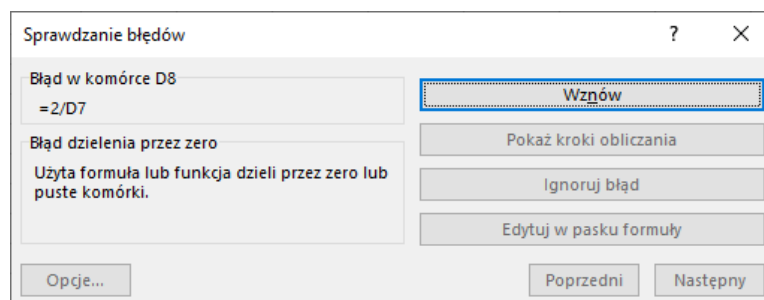 Sprawdzanie błędów
?
Błąd w komórce D8
=2/D7
Błąd dzielenia przez zero
Użyta formuła lub funkcja dzieli przez zero lub
puste komórki.
Wznów
Pokaż kroki obliczania
Ignoruj błąd
Edytuj w pasku formuły
Opcje...
Poprzedni
Następny